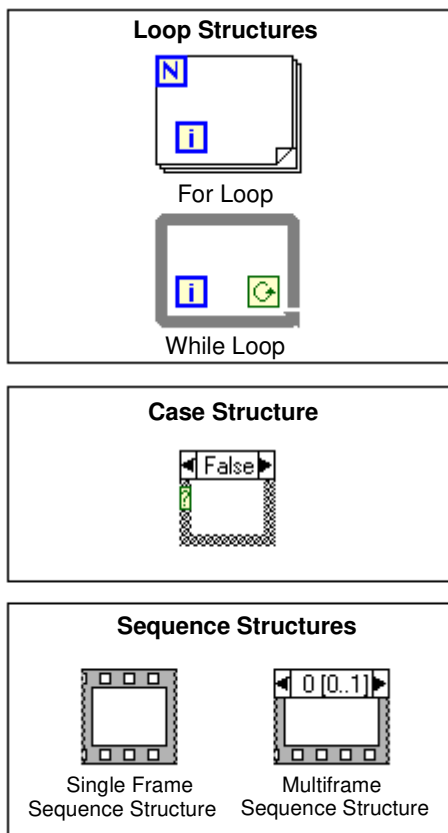 Loop Structures
N
i
For Loop
i
While Loop
Case Structure
False
?
Sequence Structures
0 [0..1]
Single Frame Sequence Structure
Multiframe Sequence Structure